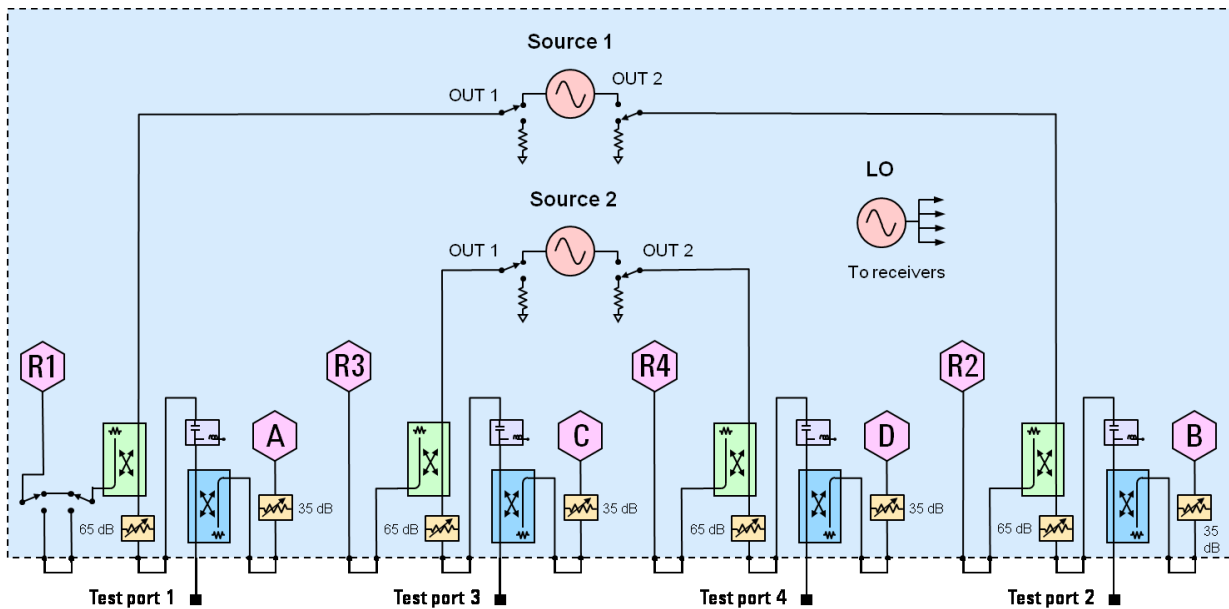 Source 1
OUT 1
OUT 2
LO
To receivers
Source 2
OUT 1
OUT 2
R1
R3
R4
R2
A
C
D
B
65 dB
35 dB
65 dB
35 dB
65 dB
35 dB
65 dB
35
dB
Test port 1
Test port 3
Test port 4
Test port 2